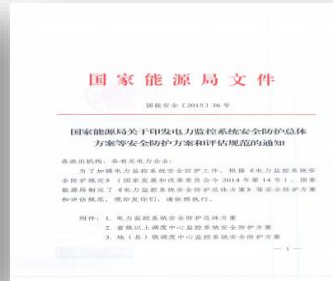 国家能源局文件
国能安全〔2015〕36号
国家能源局关于印发电力监控系统安全防护总体
方案等安全防护方案和评估规范的通知
各派出机构，各有关电力企业：
为了加强电力监控系统安全防护工作，根据《电力监控系统安
全防护规定》（国家发展和改革委员会令2014年第14号），国家
能源局制定了《电力监控系统安全防护总体方案》等安全防护方案
和评估规范，现印发你们，请依照执行。
附件：1. 电力监控系统安全防护总体方案
2. 省级以上调度中心监控系统安全防护方案
3. 地（县）级调度中心监控系统安全防护方案
— 1 —